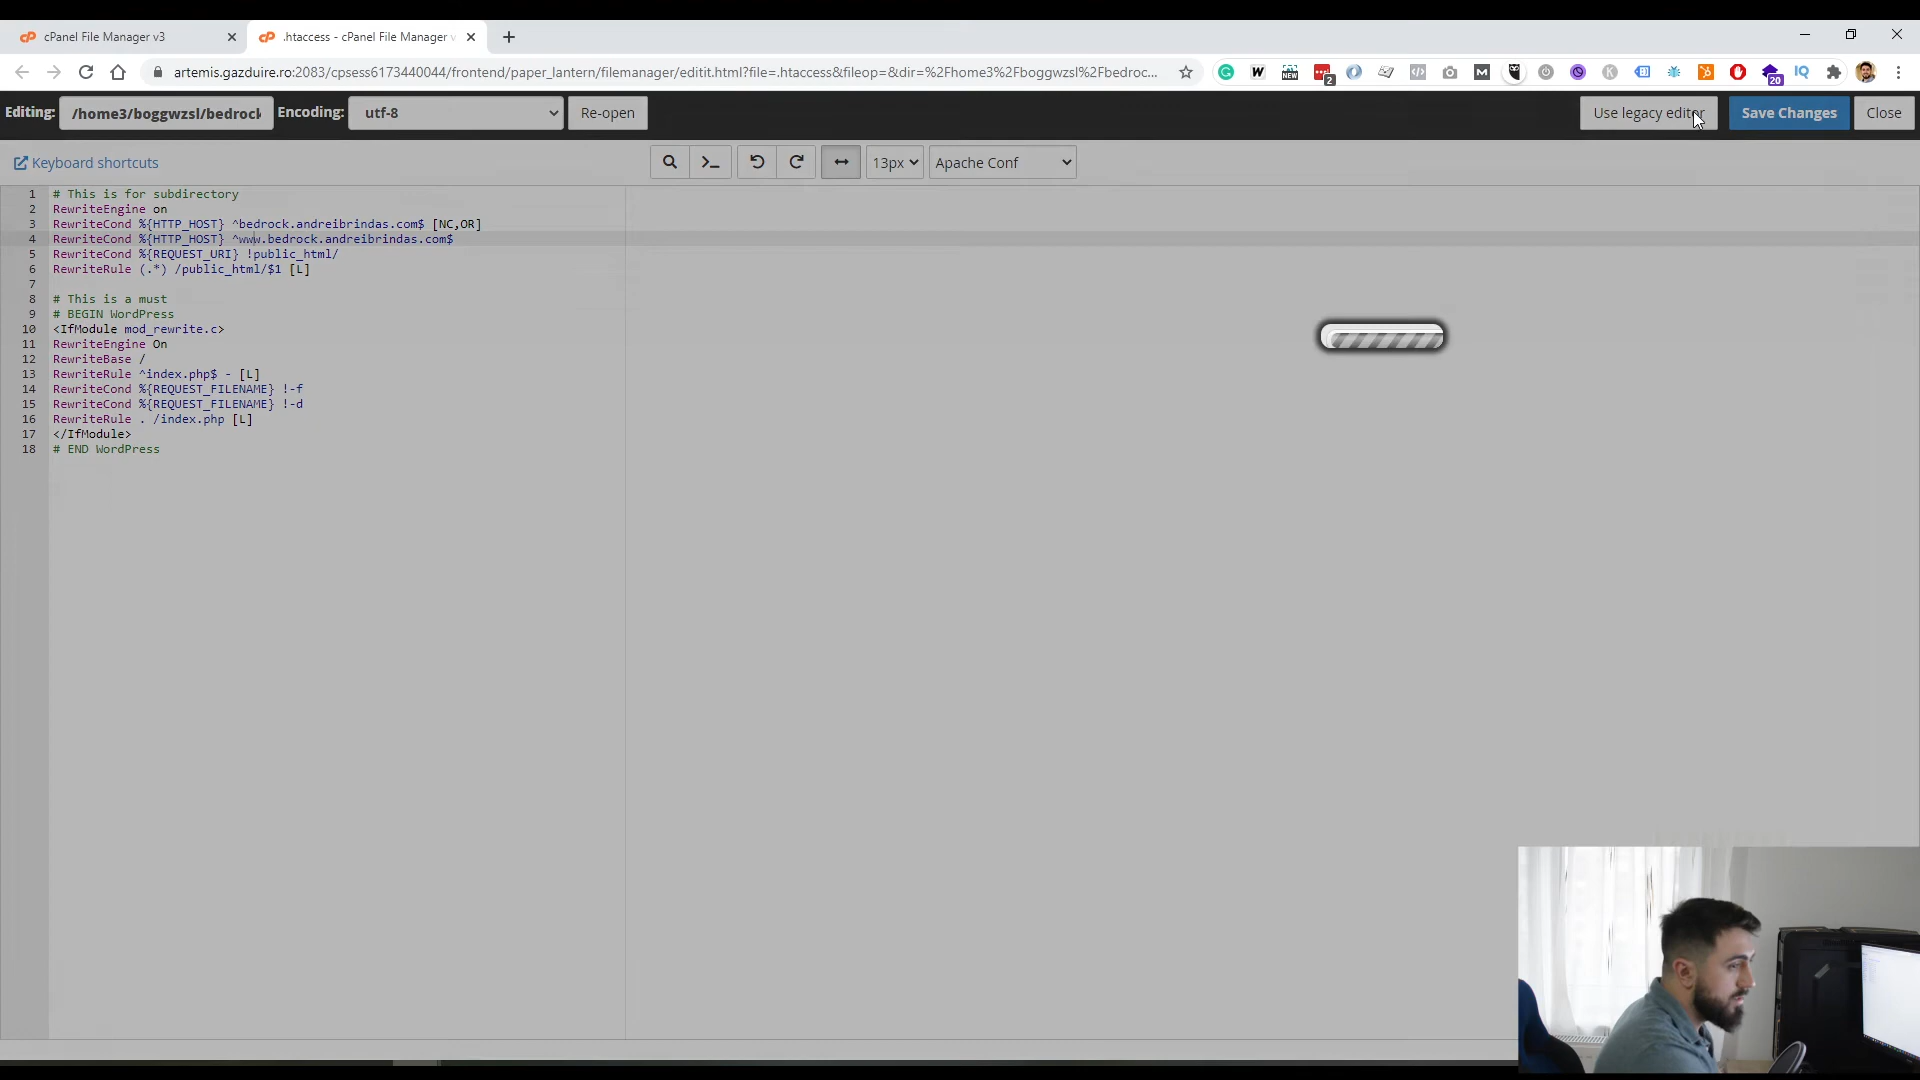 cPanel File Manager v3
.htaccess - cPanel File Manager v
artemis.gazduire.ro:2083/cpsess6173440044/frontend/paper_lantern/filemanager/editit.html?file=.htaccess&fileop=&dir=%2Fhome3%2Fboggwzsl%2Fbedroc...
W
NEW
2
M
K
20
IQ
Editing:
/home3/boggwzsl/bedrock
Encoding:
utf-8
Re-open
Use legacy editor
Save Changes
Close
Keyboard shortcuts
13px
Apache Conf
1 # This is for subdirectory
2 RewriteEngine on
3 RewriteCond %{HTTP_HOST} ^bedrock.andreibrindas.com$ [NC,OR]
4 RewriteCond %{HTTP_HOST} ^www.bedrock.andreibrindas.com$
5 RewriteCond %{REQUEST_URI} !public_html/
6 RewriteRule (.*) /public_html/$1 [L]
7
8 # This is a must
9 # BEGIN WordPress
10 <IfModule mod_rewrite.c>
11 RewriteEngine On
12 RewriteBase /
13 RewriteRule ^index.php$ - [L]
14 RewriteCond %{REQUEST_FILENAME} !-f
15 RewriteCond %{REQUEST_FILENAME} !-d
16 RewriteRule . /index.php [L]
17 </IfModule>
18 # END WordPress